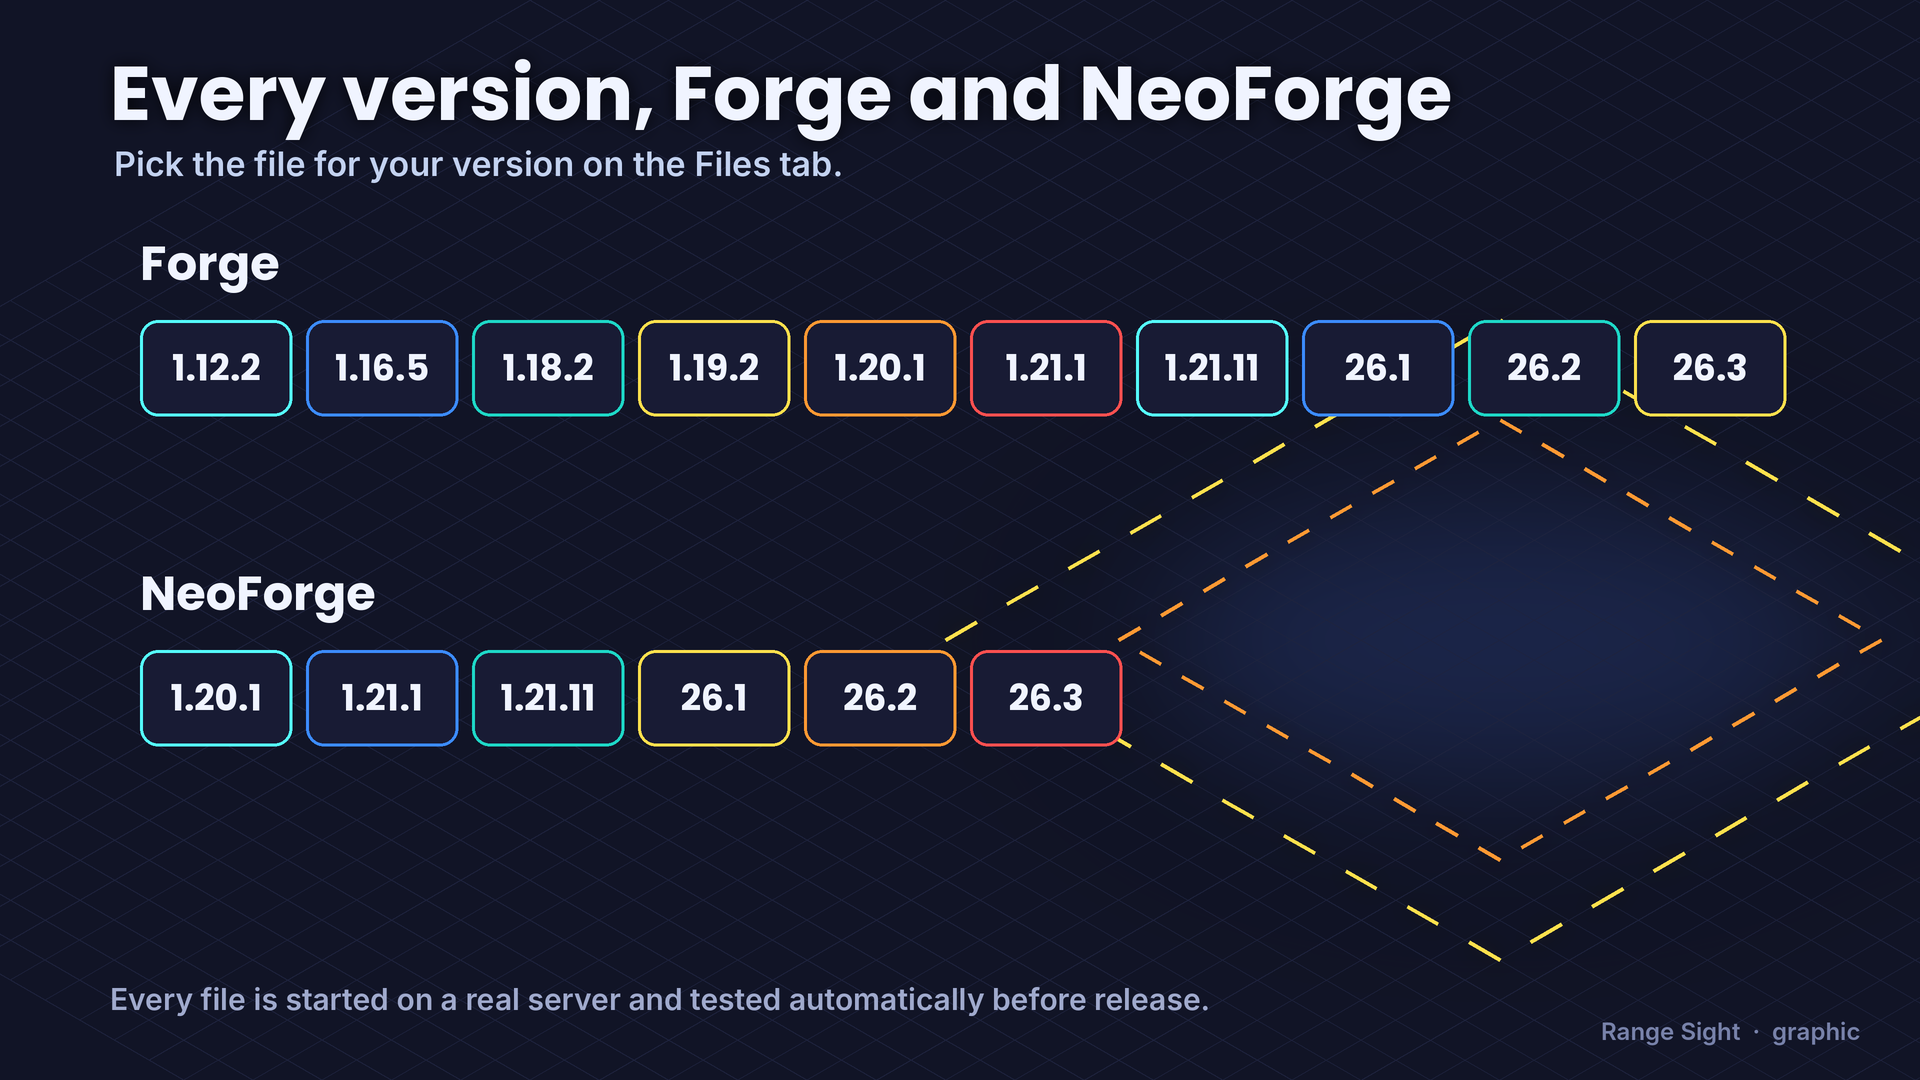 Every version, Forge and NeoForge
Pick the file for your version on the Files tab.
Forge
1.12.2 1.16.5 1.18.2 1.19.2 1.20.1 1.21.1 1.21.11 26.1 26.2 26.3
NeoForge
1.20.1 1.21.1 1.21.11 26.1 26.2 26.3
Every file is started on a real server and tested automatically before release.
Range Sight · graphic